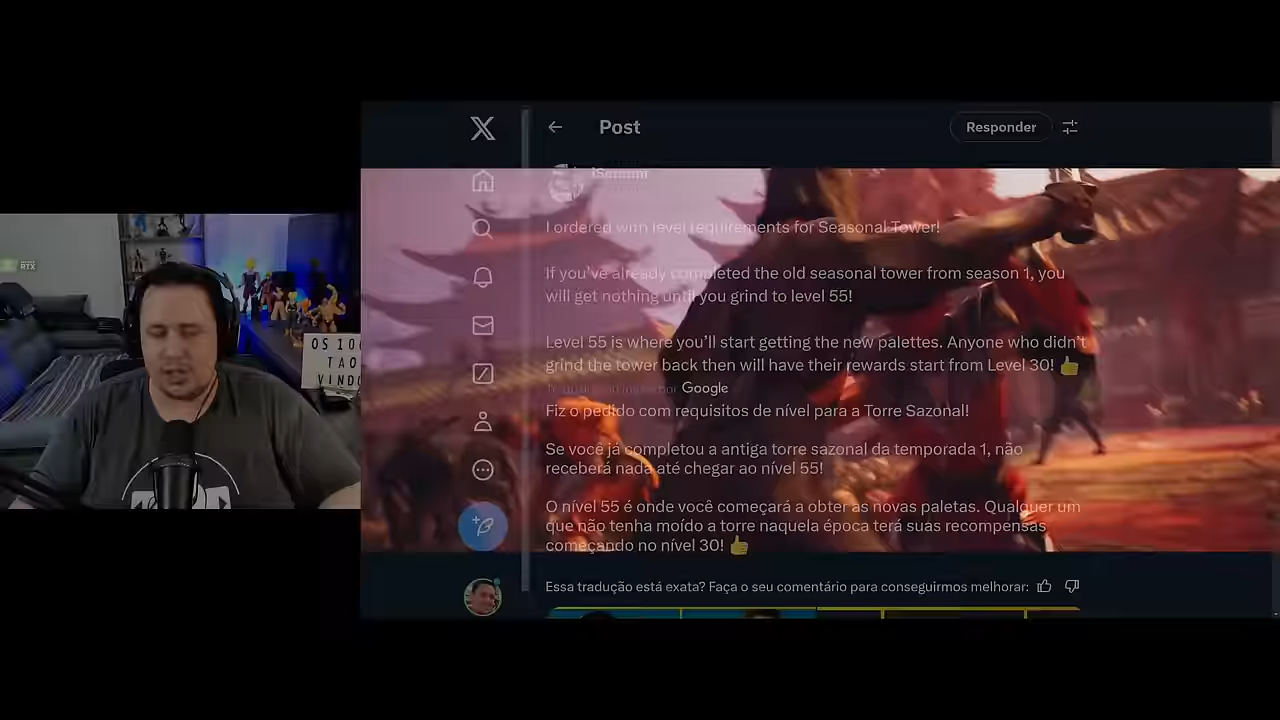 Post
Responder
I ordered with level requirements for Seasonal Tower!
If you've already completed the old seasonal tower from season 1, you
will get nothing until you grind to level 55!
Level 55 is where you'll start getting the new palettes. Anyone who didn't
grind the tower back then will have their rewards start from Level 30! 👍
Google
Fiz o pedido com requisitos de nível para a Torre Sazonal!
Se você já completou a antiga torre sazonal da temporada 1, não
receberá nada até chegar ao nível 55!
O nível 55 é onde você começará a obter as novas paletas. Qualquer um
que não tenha moído a torre naquela época terá suas recompensas
começando no nível 30! 👍
Essa tradução está exata? Faça o seu comentário para conseguirmos melhorar:
RTX
OS 100
TAO
VINDO